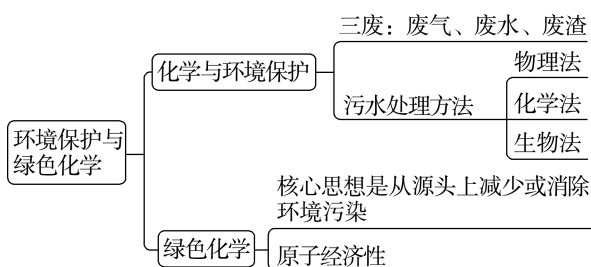 三废：废气、废水、废渣
物理法
化学与环境保护
污水处理方法
化学法
生物法
环境保护与
绿色化学
核心思想是从源头上减少或消除
环境污染
绿色化学
原子经济性